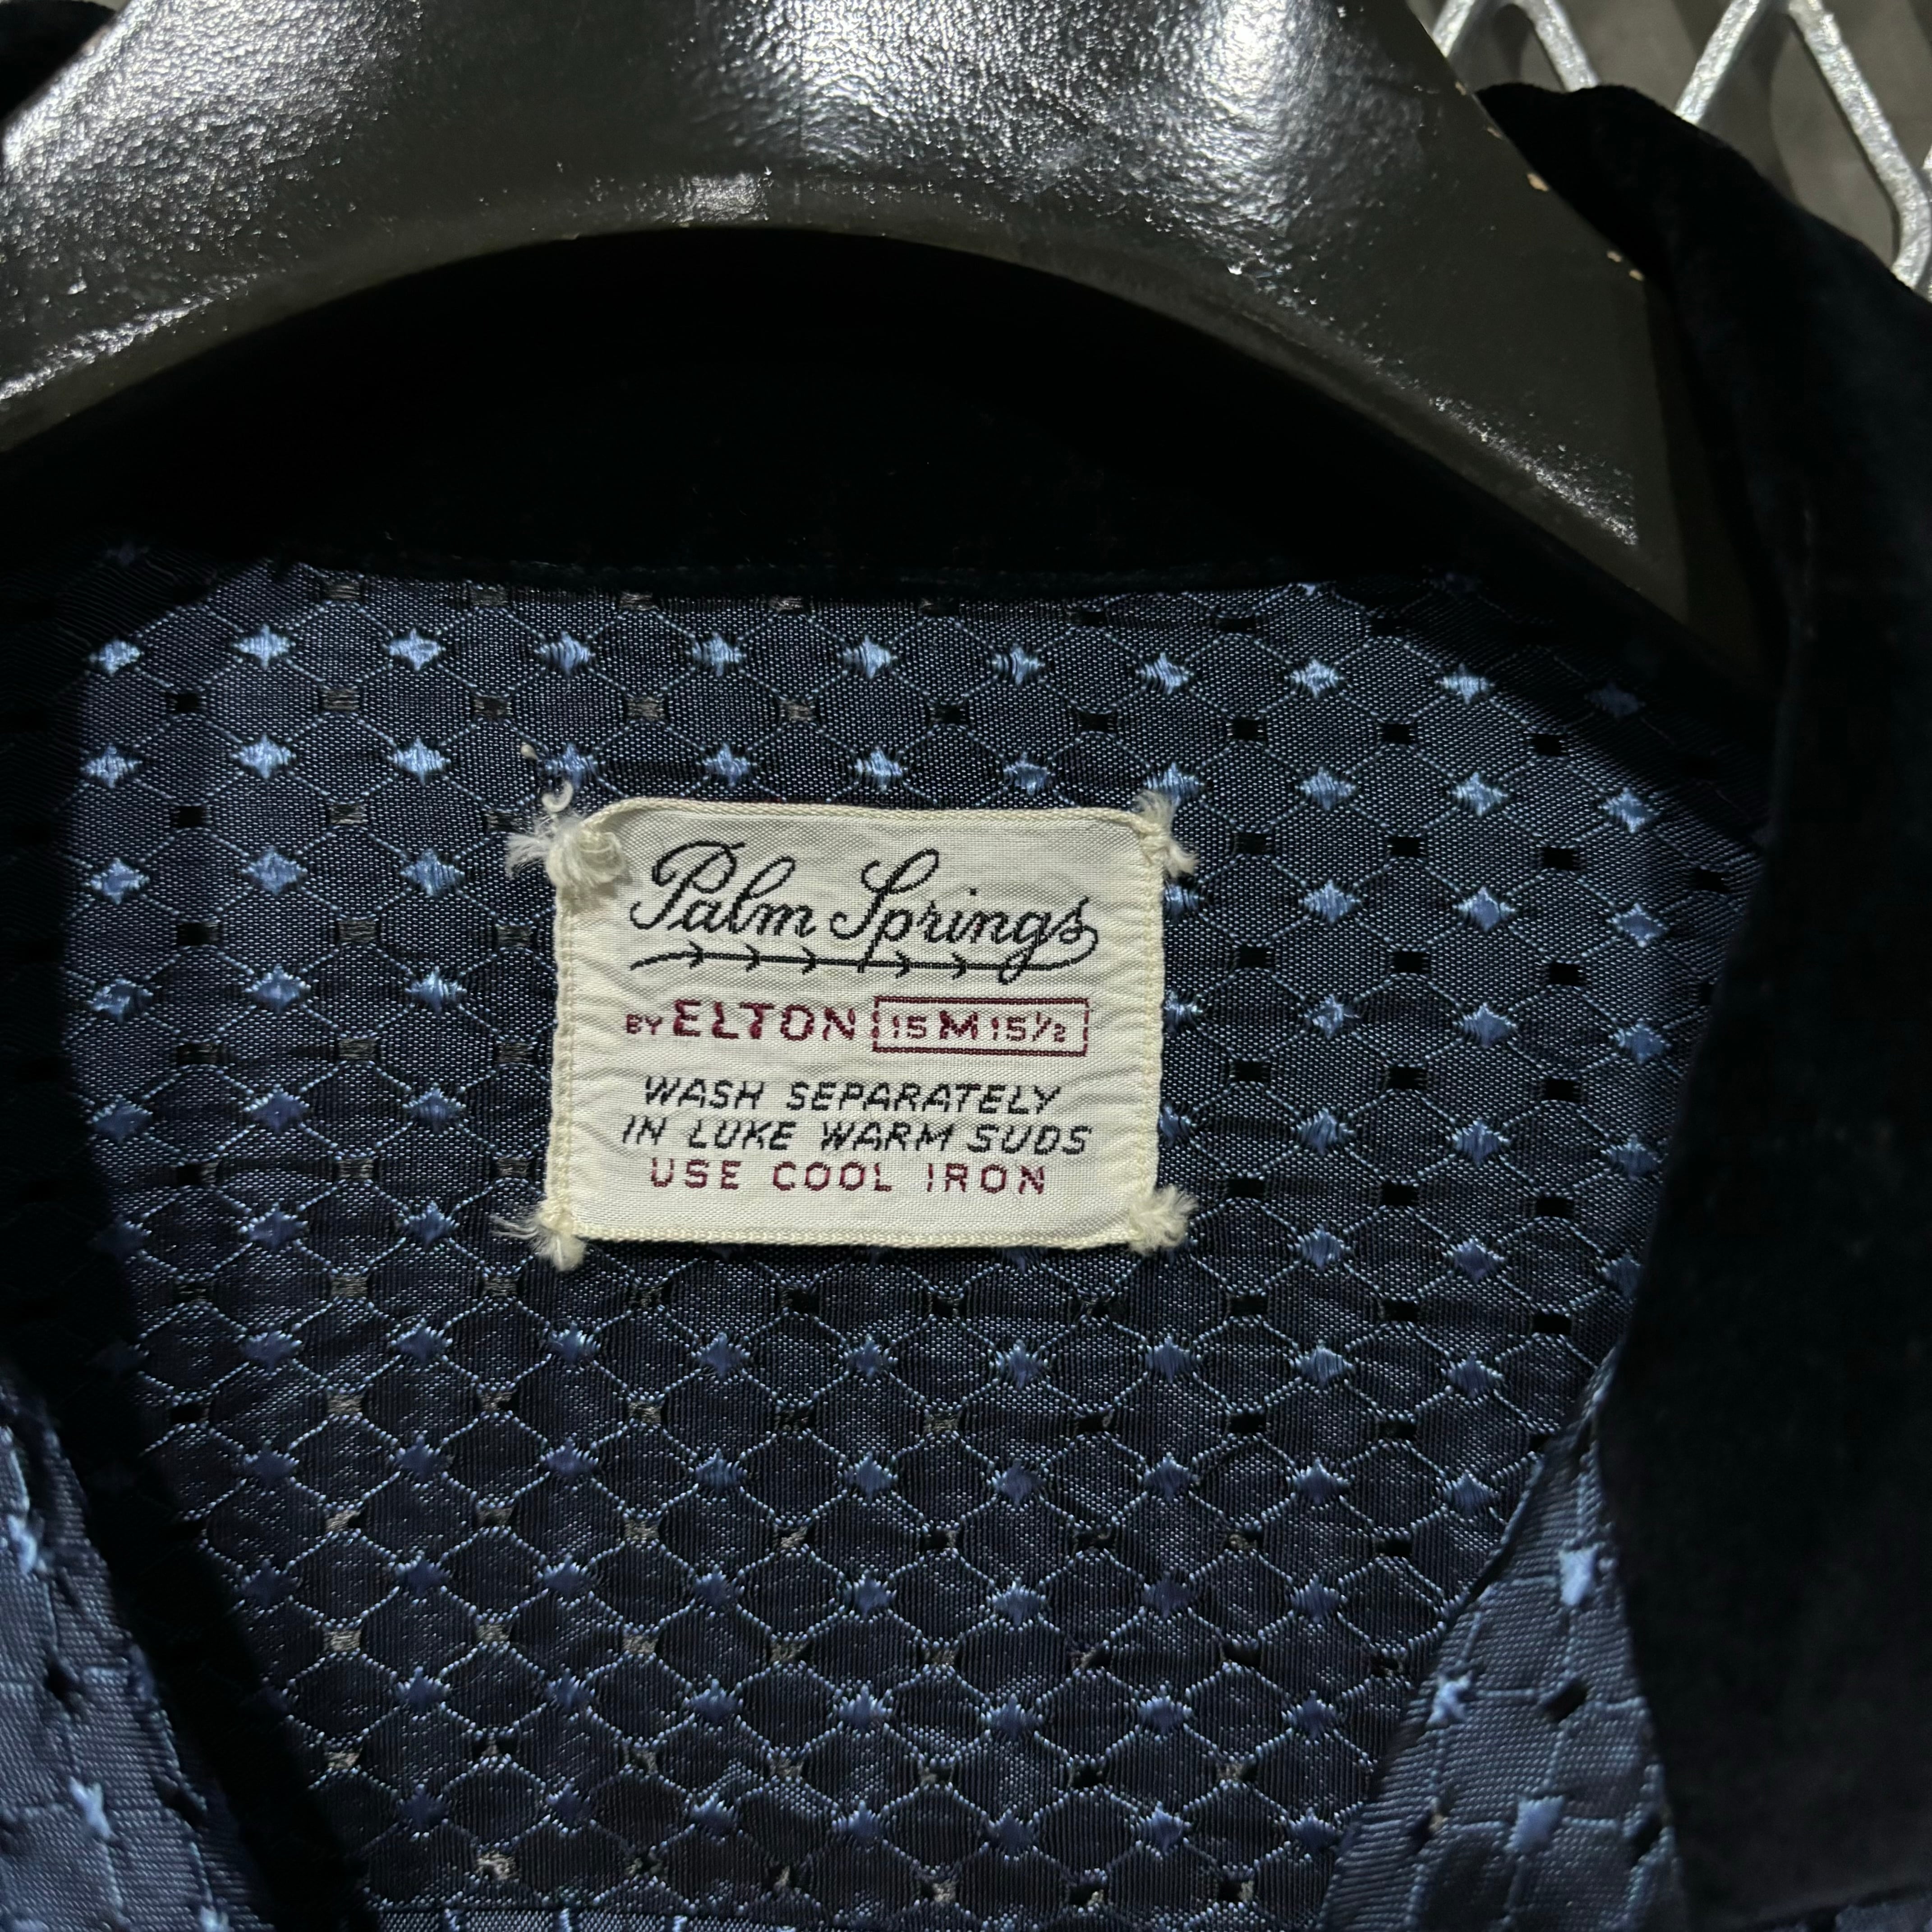 Palm Springs
BY ELTON 15 M 15½
WASH SEPARATELY
IN LUKE WARM SUDS
USE COOL IRON